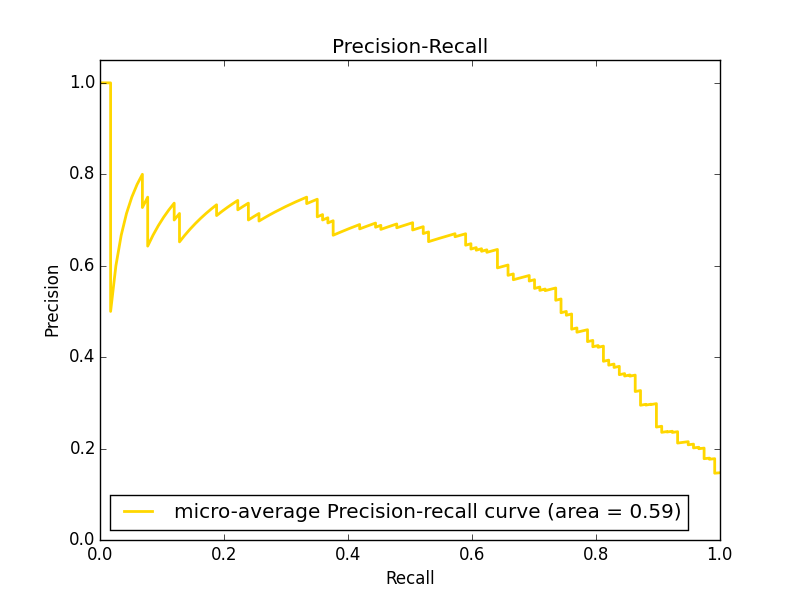 Precision-Recall
1.0
0.8
0.6
0.4
0.2
0.0
Precision
micro-average Precision-recall curve (area = 0.59)
0.0 0.2 0.4 0.6 0.8 1.0
Recall